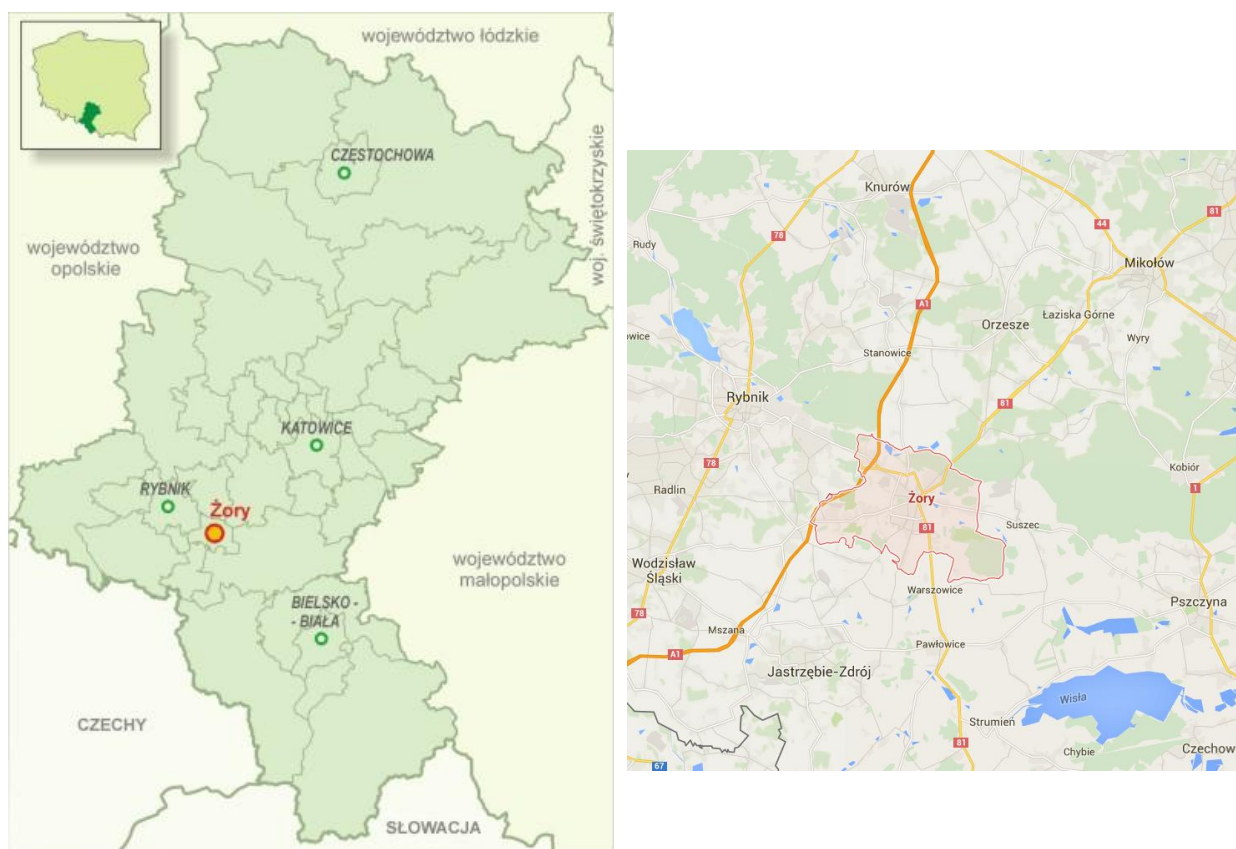 województwo łódzkie
CZĘSTOCHOWA
woj. świętokrzyskie
województwo
opolskie
KATOWICE
RYBNIK
Żory
województwo
małopolskie
BIELSKO -
- BIAŁA
CZECHY
SŁOWACJA
Knurów
81
44
78
Rudy
Mikołów
A1
Łaziska Górne
Orzesze
owice
Stanowice
Wyry
Rybnik
81
78
Kobiór
Radlin
1
Żory
Suszec
81
Wodzisław
Śląski
Warszowice
Pszczyna
78
Mszana
Pawłowice
A1
Jastrzębie-Zdrój
Wisła
Strumień
81
Chybie
Czechow
67